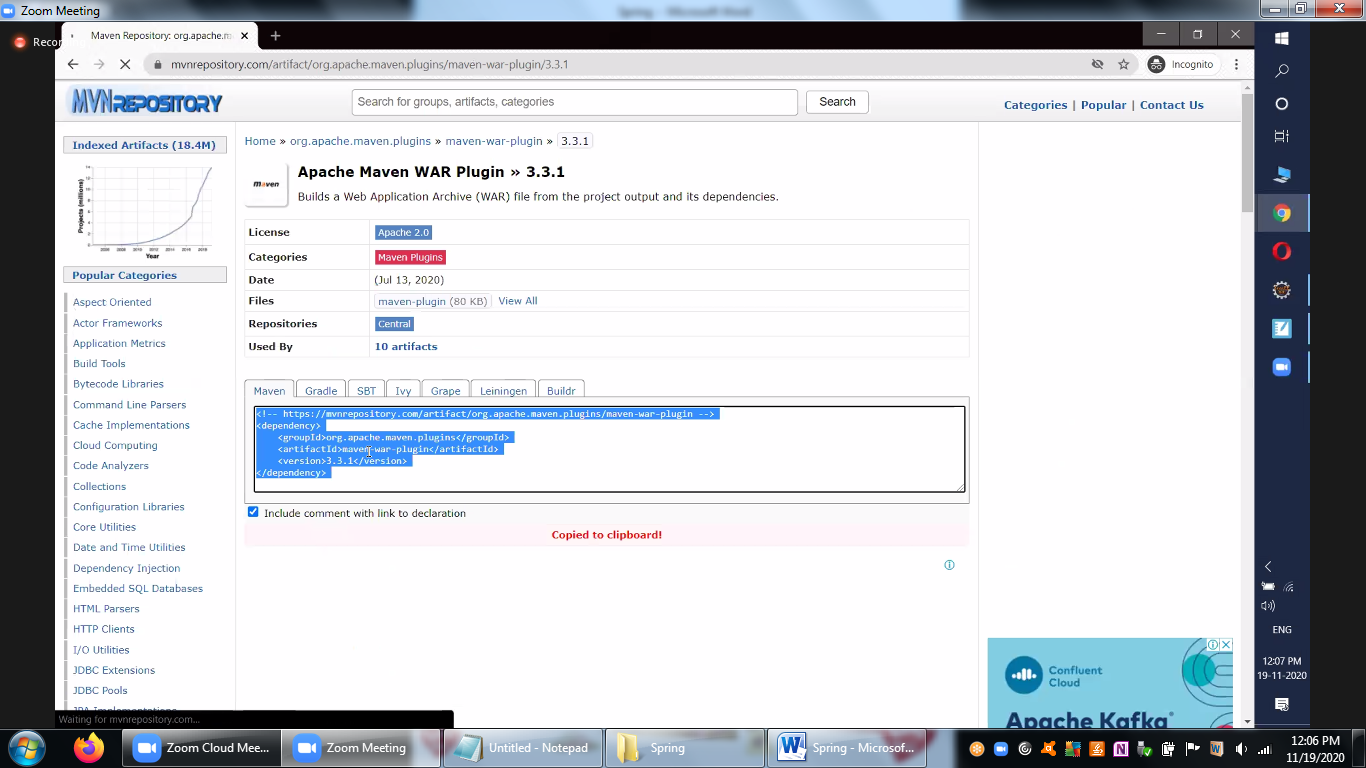 Zoom Meeting
Spring - Microsoft Word
Recor
Maven Repository: org.apache.m
mvnrepository.com/artifact/org.apache.maven.plugins/maven-war-plugin/3.3.1
Incognito
MVNREPOSITORY
Search for groups, artifacts, categories
Search
Categories | Popular | Contact Us
Indexed Artifacts (18.4M)
Projects (millions)
Year
Popular Categories
Aspect Oriented
Actor Frameworks
Application Metrics
Build Tools
Bytecode Libraries
Command Line Parsers
Cache Implementations
Cloud Computing
Code Analyzers
Collections
Configuration Libraries
Core Utilities
Date and Time Utilities
Dependency Injection
Embedded SQL Databases
HTML Parsers
HTTP Clients
I/O Utilities
JDBC Extensions
JDBC Pools
JPA Implementations
Home » org.apache.maven.plugins » maven-war-plugin » 3.3.1
maven
Apache Maven WAR Plugin » 3.3.1
Builds a Web Application Archive (WAR) file from the project output and its dependencies.
License Apache 2.0
Categories Maven Plugins
Date (Jul 13, 2020)
Files maven-plugin (80 KB) View All
Repositories Central
Used By 10 artifacts
Maven Gradle SBT Ivy Grape Leiningen Buildr
<!-- https://mvnrepository.com/artifact/org.apache.maven.plugins/maven-war-plugin -->
<dependency>
<groupId>org.apache.maven.plugins</groupId>
<artifactId>maven-war-plugin</artifactId>
<version>3.3.1</version>
</dependency>
Include comment with link to declaration
Copied to clipboard!
Confluent
Cloud
Apache Kafka
Waiting for mvnrepository.com...
ENG
12:07 PM
19-11-2020
Zoom Cloud Mee...
Zoom Meeting
Untitled - Notepad
Spring
Spring - Microsof...
12:06 PM
11/19/2020